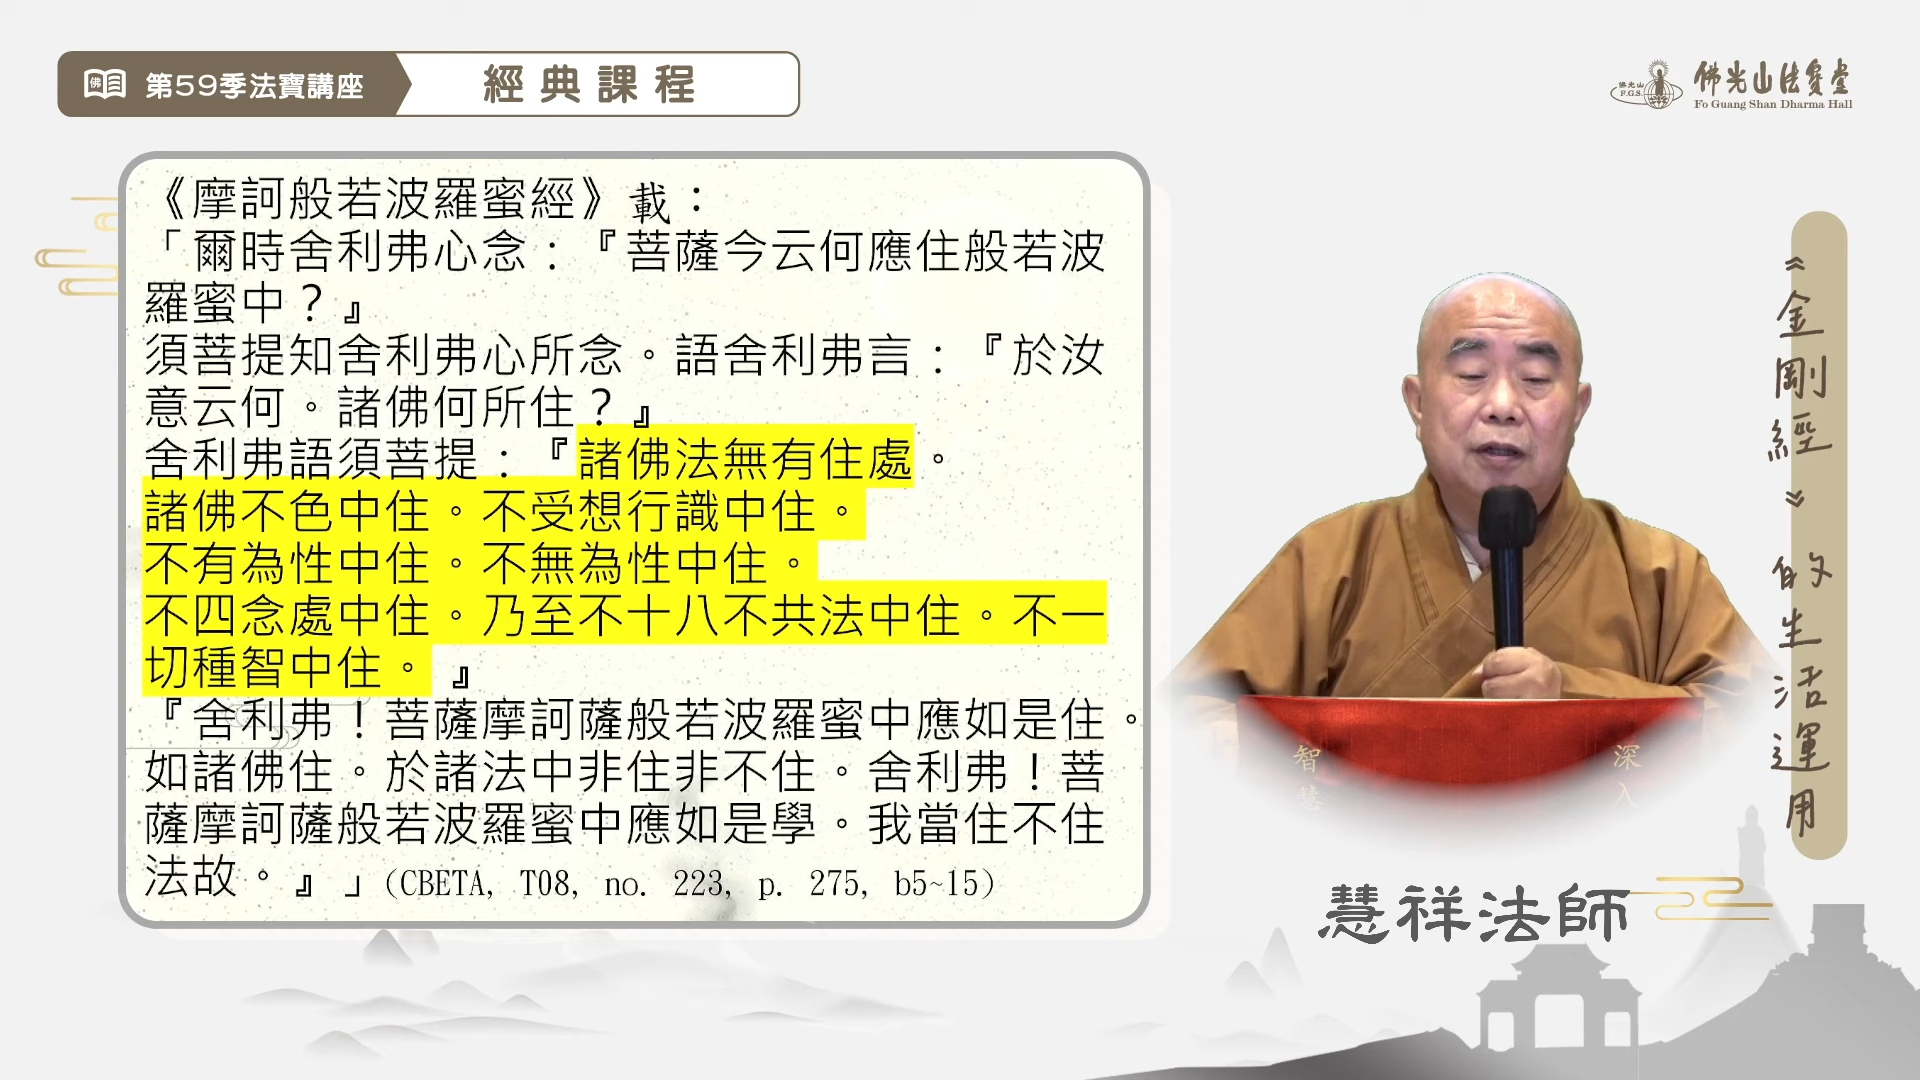 佛
第59季法寶講座
經典課程
佛光山
F.G.S.
佛光山法寶堂
Fo Guang Shan Dharma Hall
《摩訶般若波羅蜜經》載：
「爾時舍利弗心念：『菩薩今云何應住般若波
羅蜜中？』
須菩提知舍利弗心所念。語舍利弗言：『於汝
意云何。諸佛何所住？』
舍利弗語須菩提：『諸佛法無有住處。
諸佛不色中住。不受想行識中住。
不有為性中住。不無為性中住。
不四念處中住。乃至不十八不共法中住。不一
切種智中住。』
『舍利弗！菩薩摩訶薩般若波羅蜜中應如是住。
如諸佛住。於諸法中非住非不住。舍利弗！菩
薩摩訶薩般若波羅蜜中應如是學。我當住不住
法故。』」(CBETA, T08, no. 223, p. 275, b5~15)
《金剛經》的生活運用
智慧
深入
慧祥法師